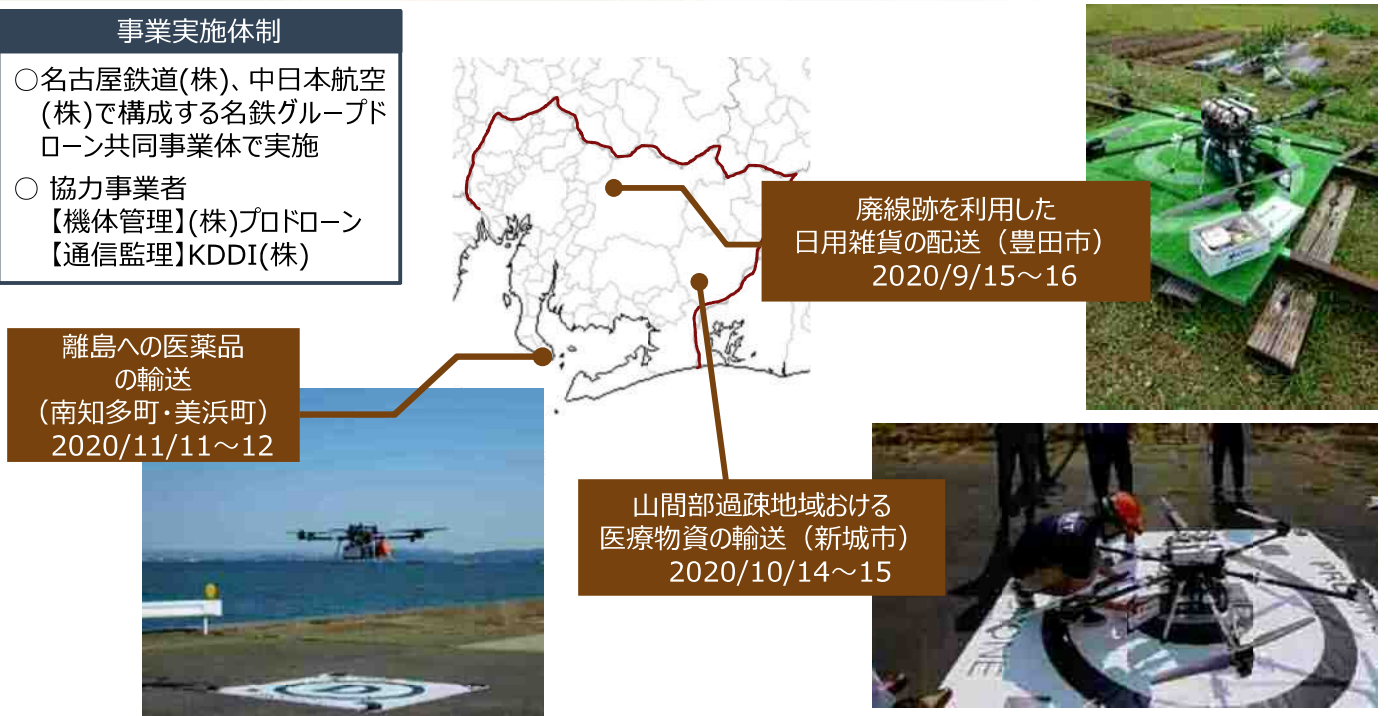 事業実施体制
○名古屋鉄道(株)、中日本航空
(株)で構成する名鉄グループド
ローン共同事業体で実施
○ 協力事業者
【機体管理】(株)プロドローン
【通信監理】KDDI(株)
廃線跡を利用した
日用雑貨の配送（豊田市）
2020/9/15～16
離島への医薬品
の輸送
（南知多町・美浜町）
2020/11/11～12
山間部過疎地域おける
医療物資の輸送（新城市）
2020/10/14～15
D